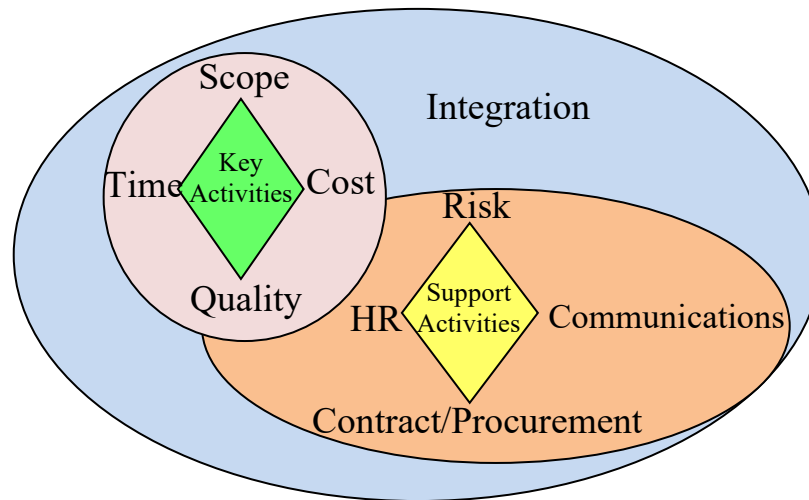 Scope
Integration
Key
Activities
Time
Cost
Quality
Risk
Support
Activities
HR
Communications
Contract/Procurement